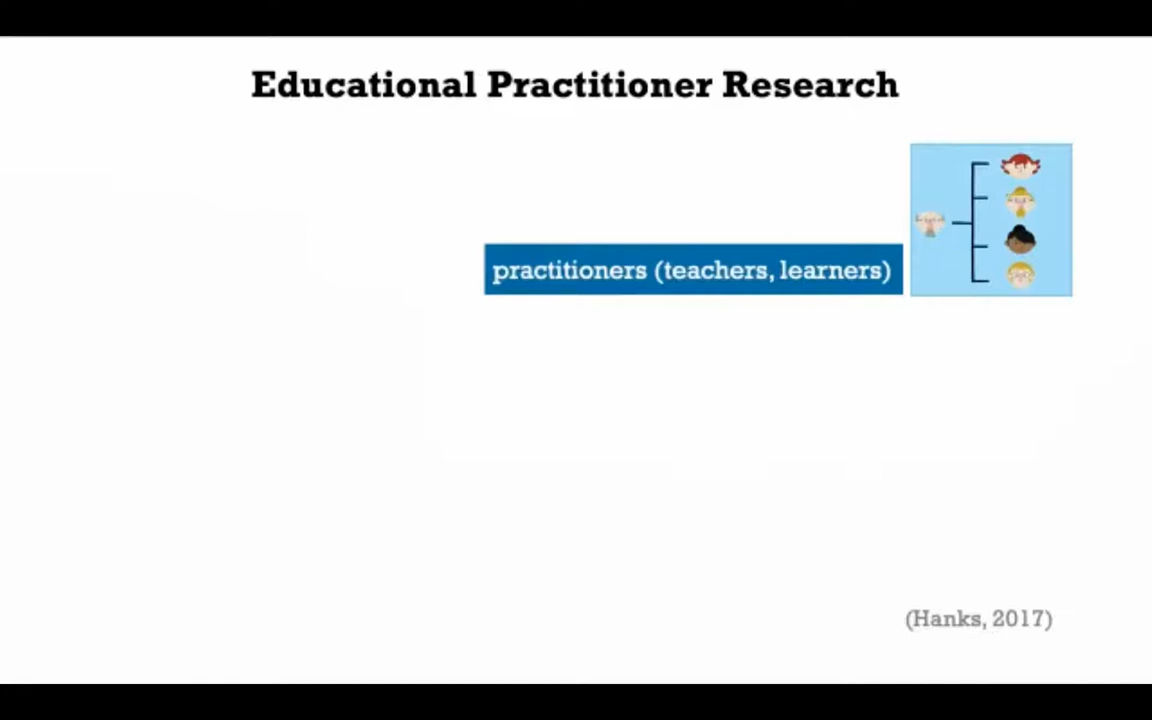 Educational Practitioner Research
practitioners (teachers, learners)
(Hanks, 2017)